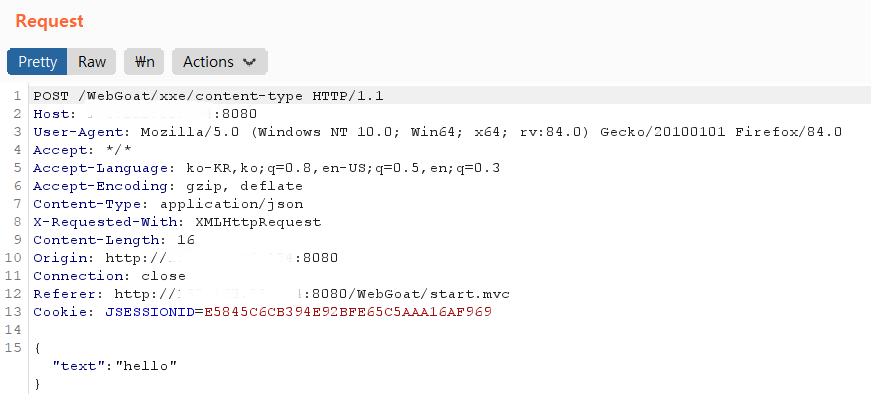 Request
Pretty Raw \n Actions
1 POST /WebGoat/xxe/content-type HTTP/1.1
2 Host: :8080
3 User-Agent: Mozilla/5.0 (Windows NT 10.0; Win64; x64; rv:84.0) Gecko/20100101 Firefox/84.0
4 Accept: */*
5 Accept-Language: ko-KR,ko;q=0.8,en-US;q=0.5,en;q=0.3
6 Accept-Encoding: gzip, deflate
7 Content-Type: application/json
8 X-Requested-With: XMLHttpRequest
9 Content-Length: 16
10 Origin: http:// :8080
11 Connection: close
12 Referer: http:// :8080/WebGoat/start.mvc
13 Cookie: JSESSIONID=E5845C6CB394E92BFE65C5AAA16AF969
14
15 {
"text":"hello"
}